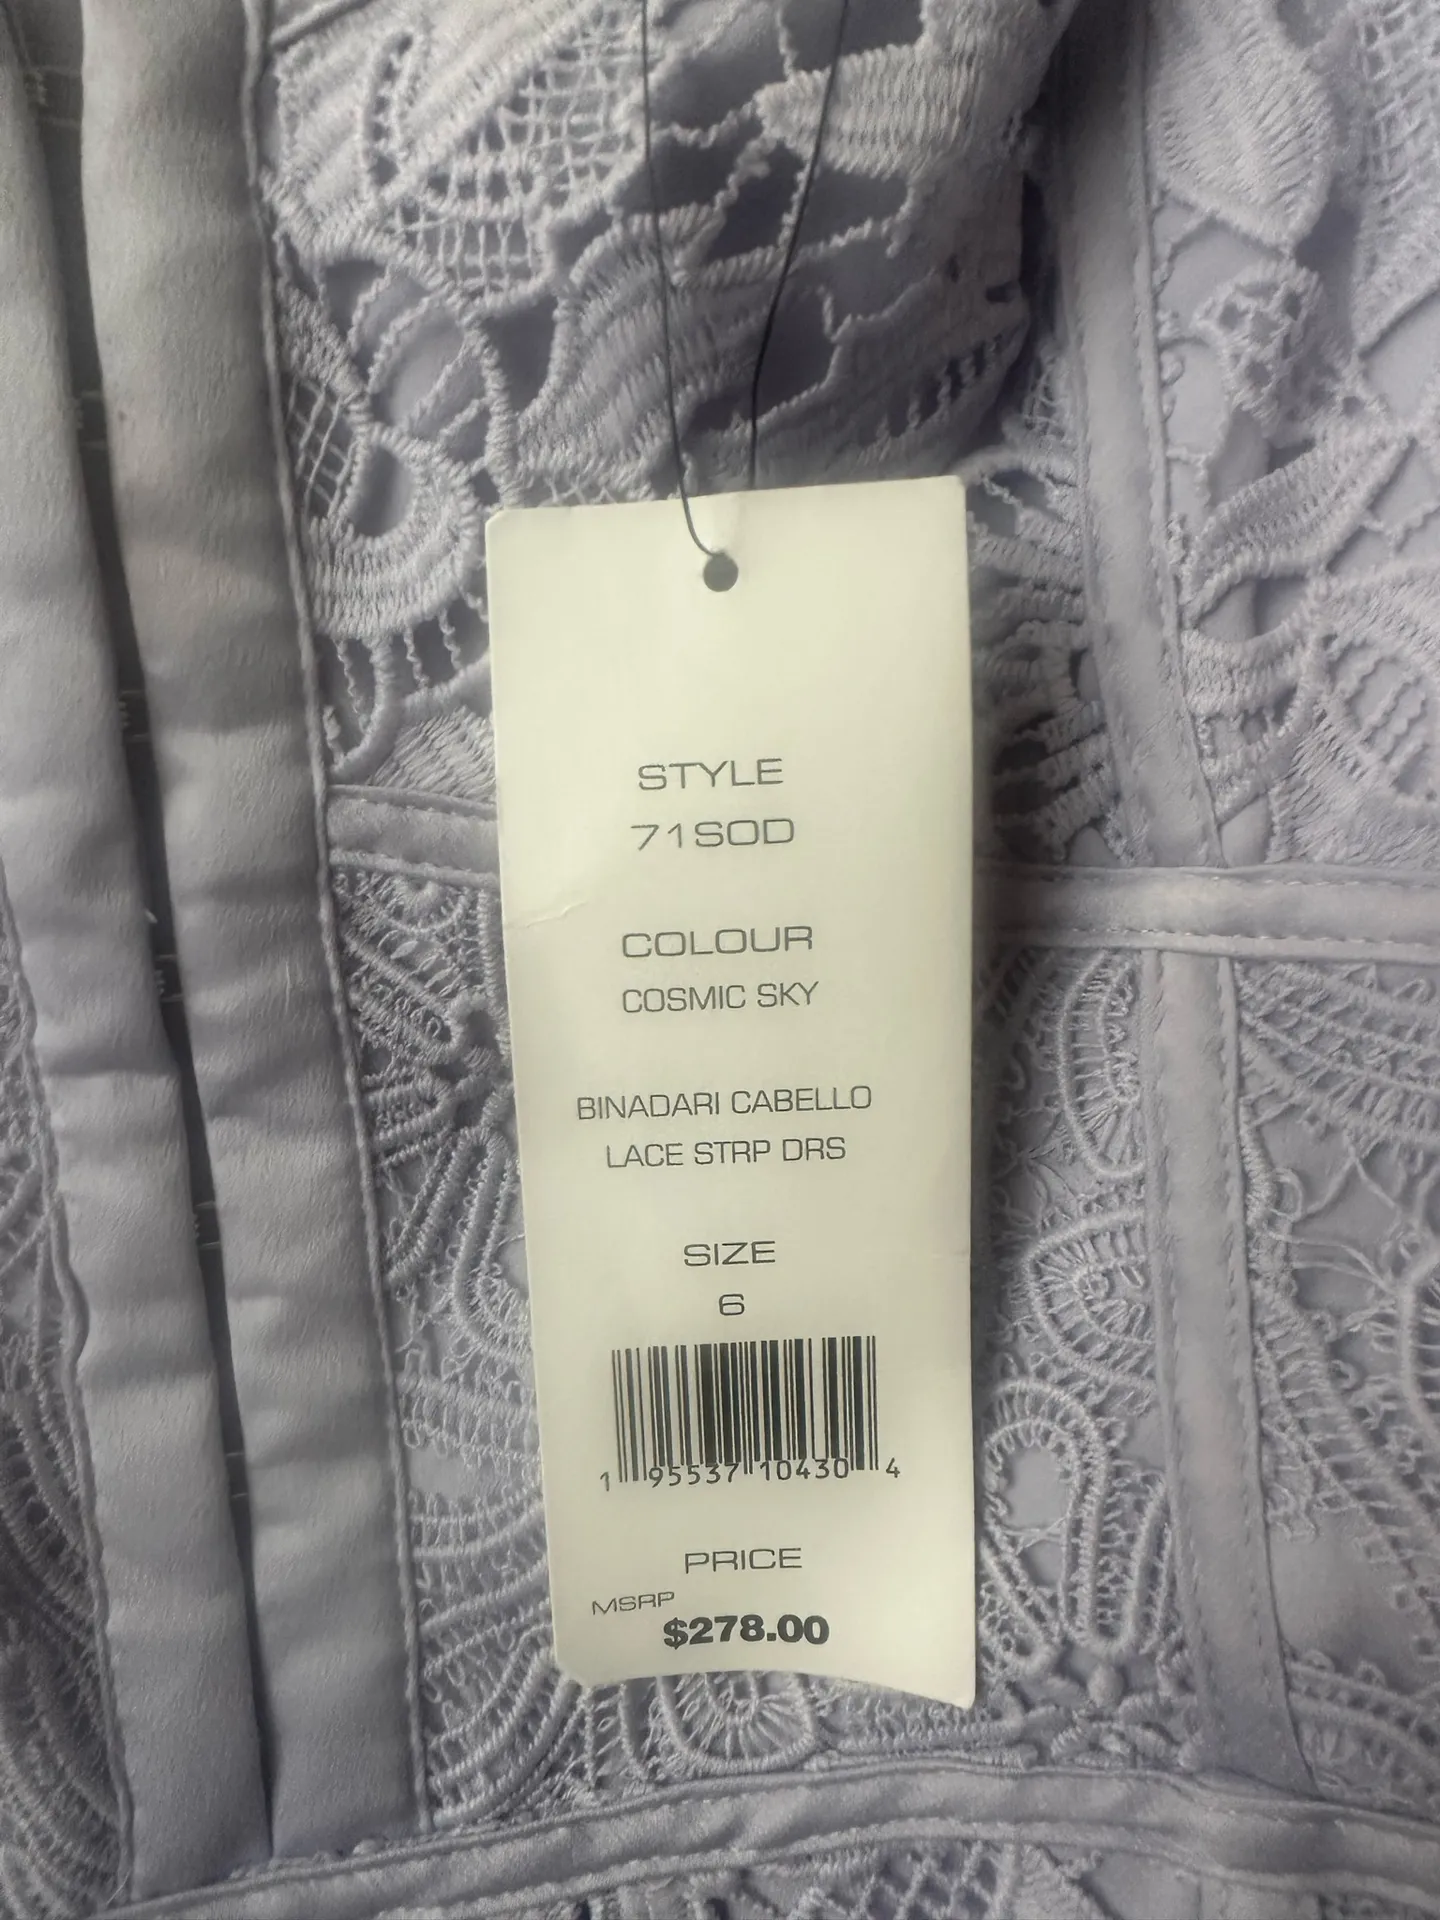 STYLE
71SOD
COLOUR
COSMIC SKY
BINADARI CABELLO
LACE STRP DRS
SIZE
6
1 95537 10430 4
PRICE
MSRP
$278.00